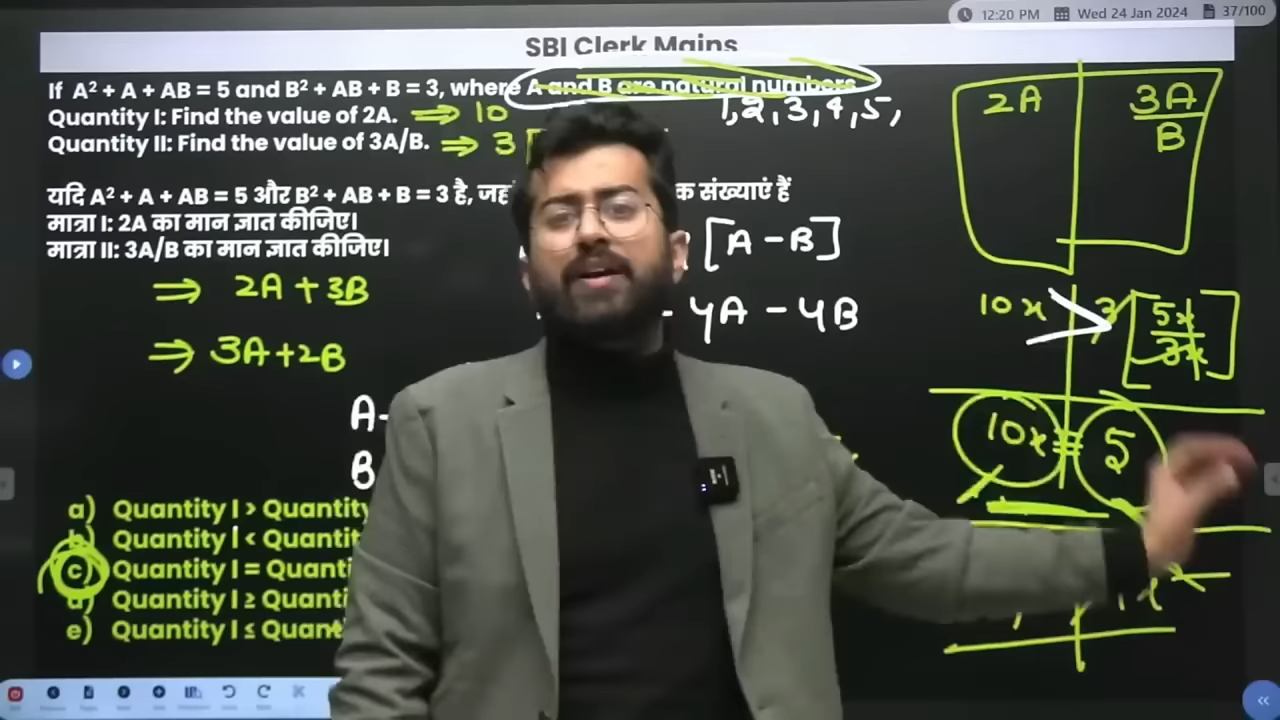 12:20 PM Wed 24 Jan 2024 37/100
SBI Clerk Mains
If A² + A + AB = 5 and B² + AB + B = 3, where A and B are natural numbers
Quantity I: Find the value of 2A. ⇒ 10
1, 2, 3, 4, 5,
Quantity II: Find the value of 3A/B. ⇒ 3 [
यदि A² + A + AB = 5 और B² + AB + B = 3 है, संख्याएं हैं
मात्रा I: 2A का मान ज्ञात कीजिए।
मात्रा II: 3A/B का मान ज्ञात कीजिए।
[A - B]
⇒ 2A + 3B
- 4A - 4B
⇒ 3A + 2B
A-
B
a) Quantity I > Quantity
b) Quantity I < Quantit
c) Quantity I = Quanti
d) Quantity I ≥ Quanti
e) Quantity I ≤ Quant
2A 3A/B
10x > 3 [5x/3x]
10x 5